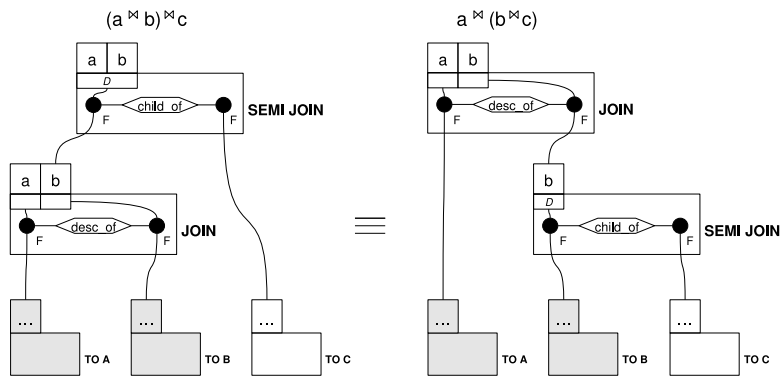 (a ⋈ b) ⋈ c
a ⋈ (b ⋈ c)
a b
D
child_of
F F
SEMI JOIN
a b
desc_of
F F
JOIN
a b
desc_of
F F
JOIN
b
D
child_of
F F
SEMI JOIN
≡
... TO A
... TO B
... TO C
... TO A
... TO B
... TO C